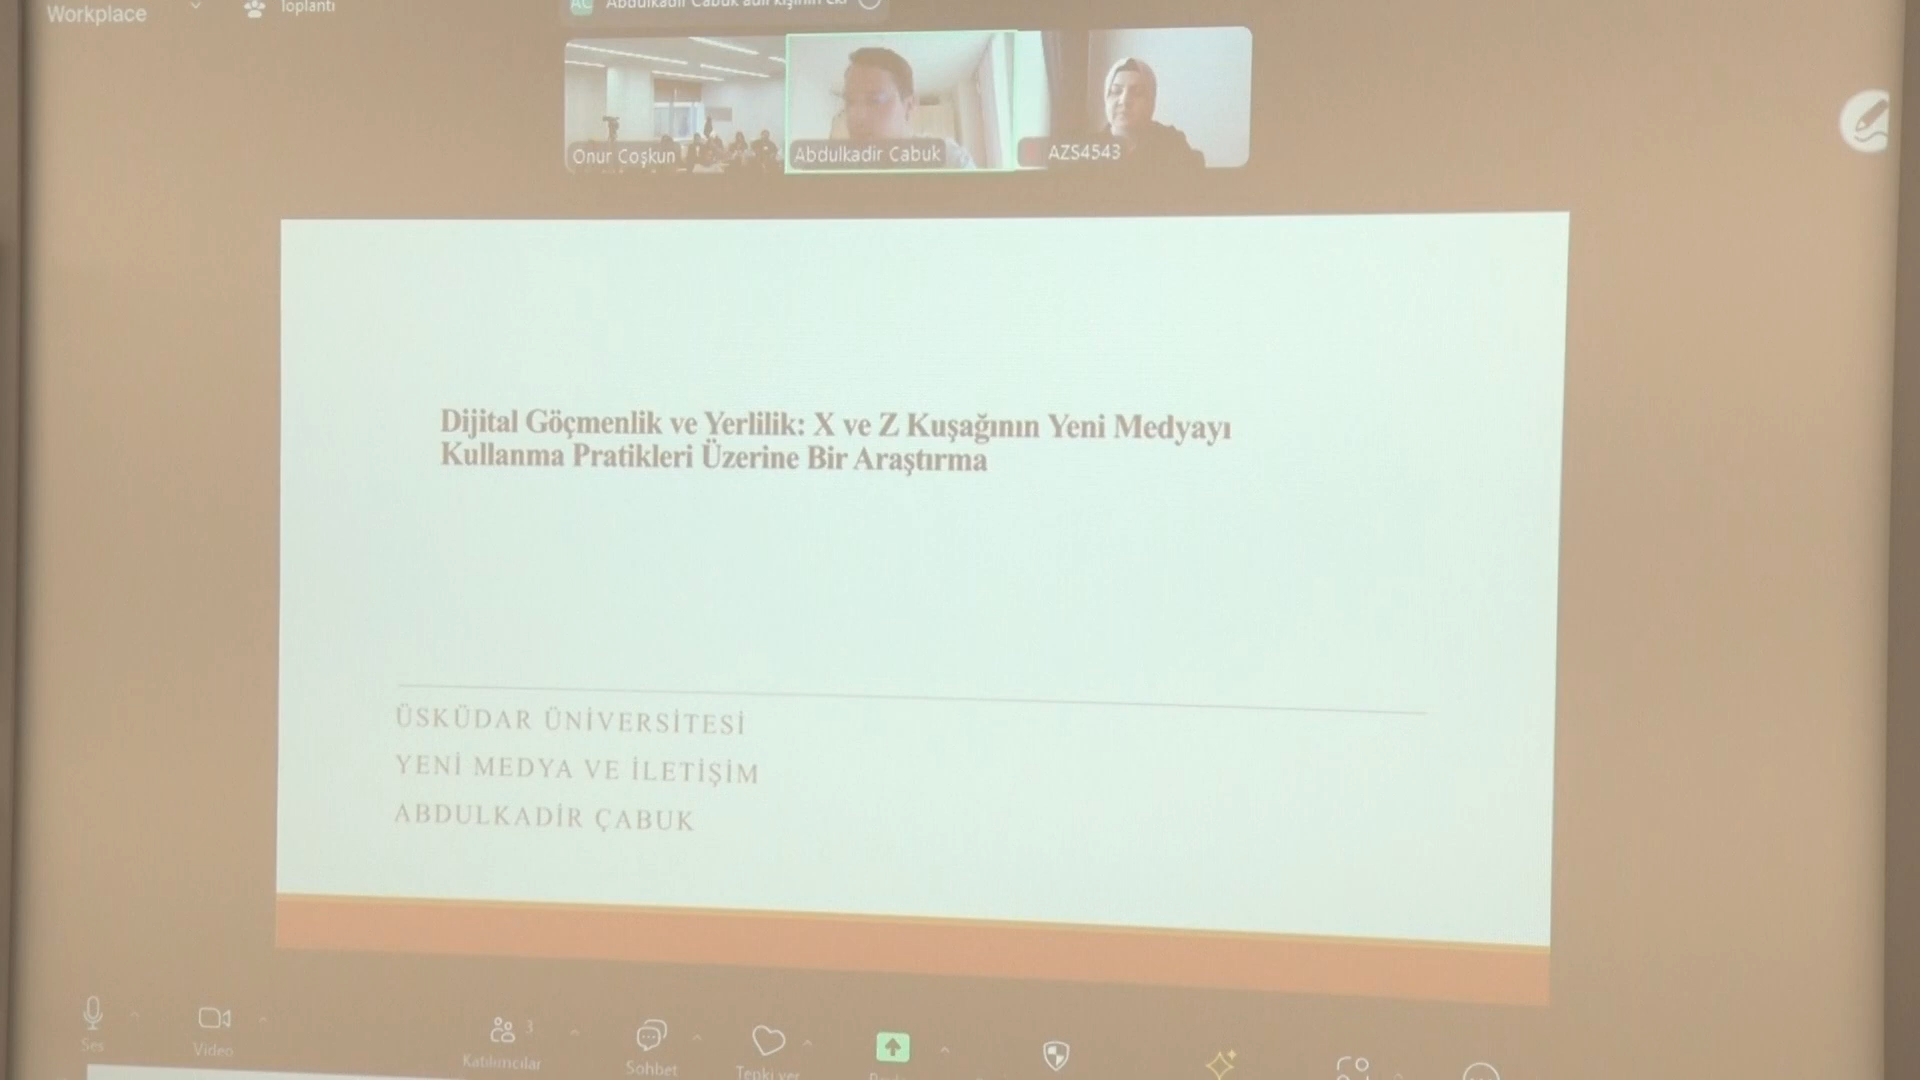 Workplace
Toplantı
AC Abdulkadir Cabuk adlı kişinin
Onur Coşkun
Abdulkadir Cabuk
AZS4543
Dijital Göçmenlik ve Yerlilik: X ve Z Kuşağının Yeni Medyayı
Kullanma Pratikleri Üzerine Bir Araştırma
ÜSKÜDAR ÜNİVERSİTESİ
YENİ MEDYA VE İLETİŞİM
ABDULKADİR ÇABUK
Ses
Video
3
Katılımcılar
Sohbet
Tepki ver